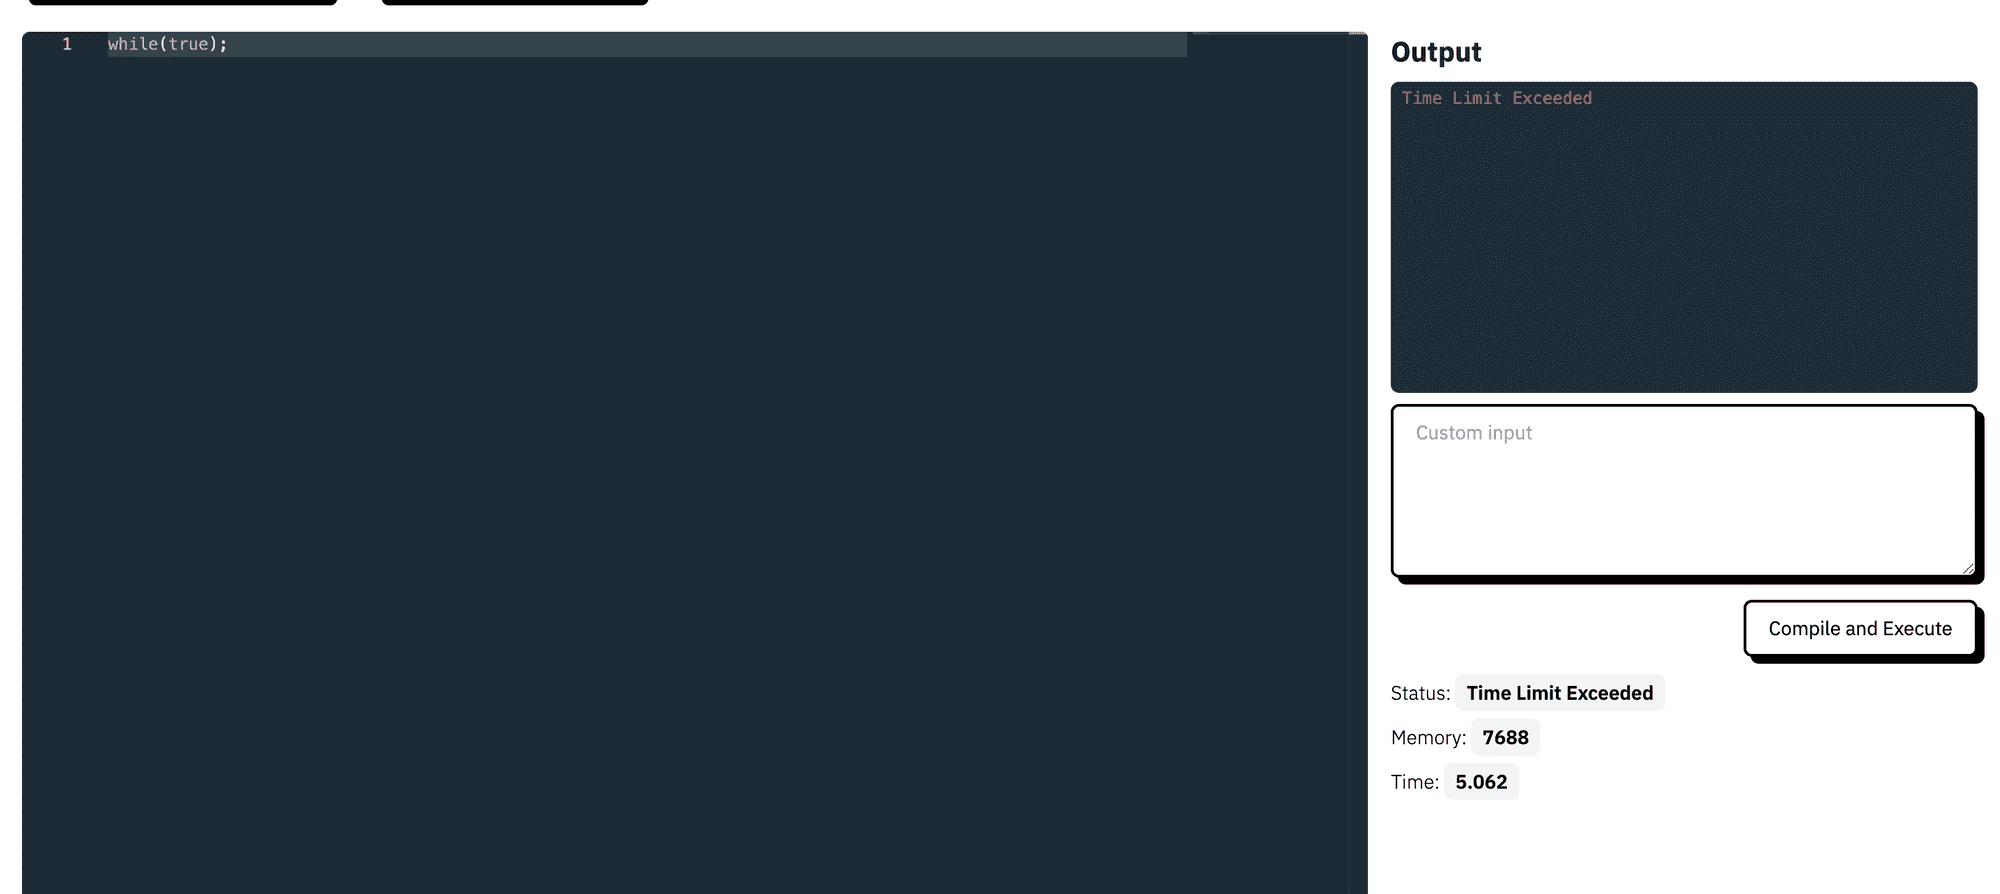 1 while(true);
Output
Time Limit Exceeded
Custom input
Compile and Execute
Status: Time Limit Exceeded
Memory: 7688
Time: 5.062